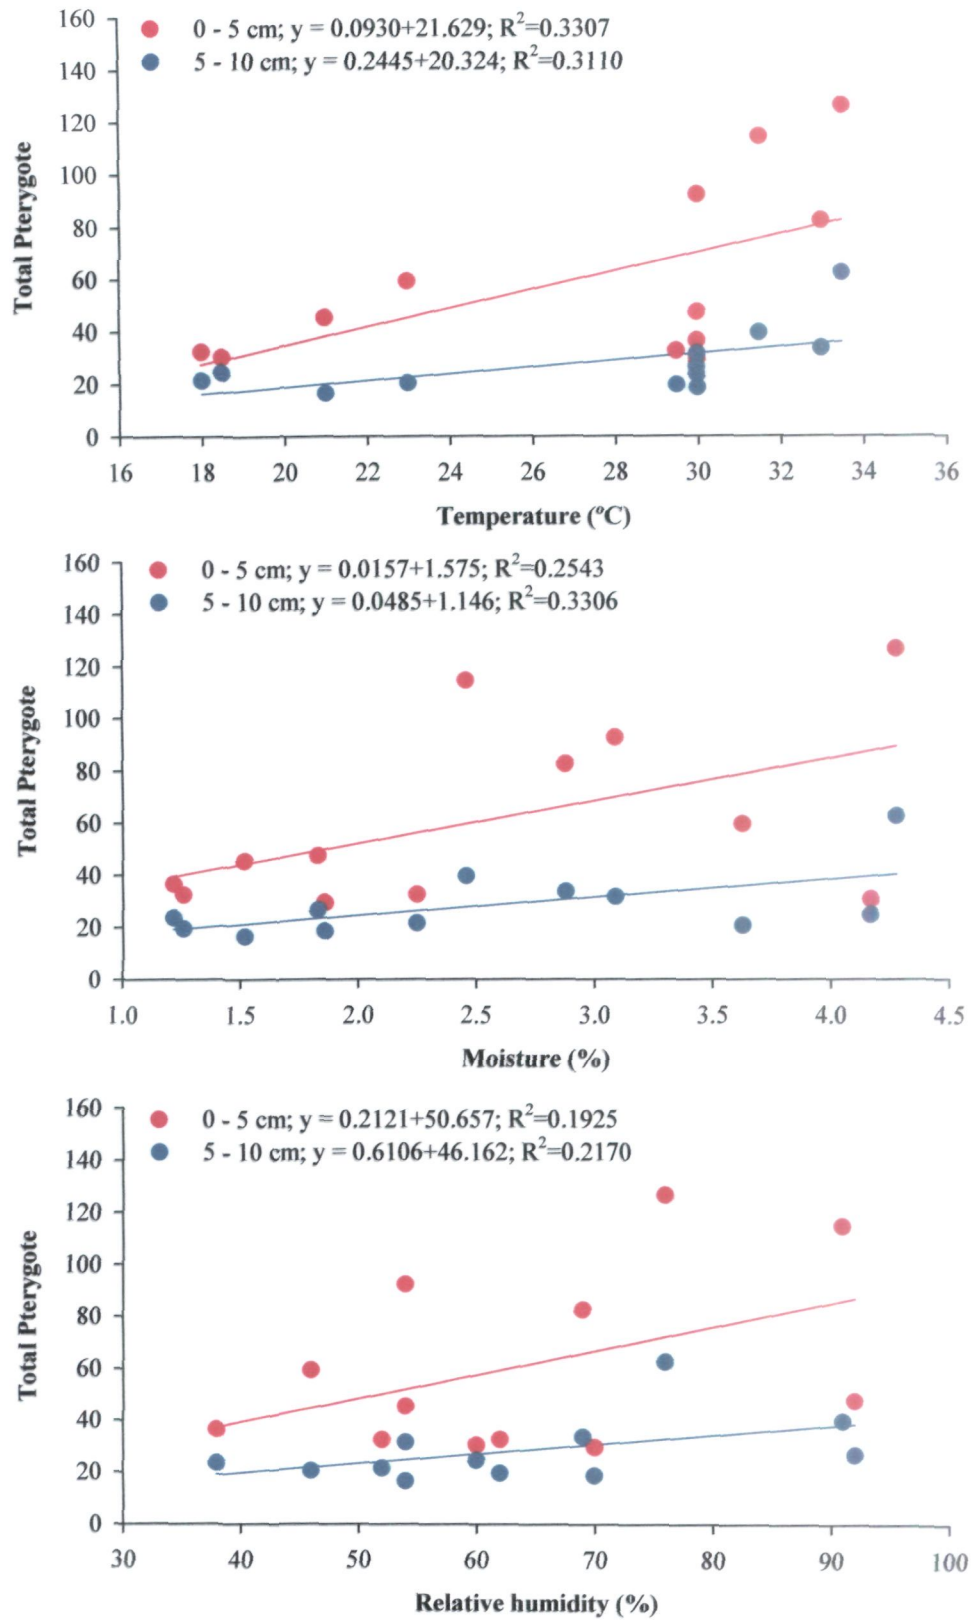 0 - 5 cm; y = 0.0930+21.629; R²=0.3307
5 - 10 cm; y = 0.2445+20.324; R²=0.3110
160
140
120
100
80
60
40
20
0
Total Pterygote
16 18 20 22 24 26 28 30 32 34 36
Temperature (ºC)
0 - 5 cm; y = 0.0157+1.575; R²=0.2543
5 - 10 cm; y = 0.0485+1.146; R²=0.3306
160
140
120
100
80
60
40
20
0
Total Pterygote
1.0 1.5 2.0 2.5 3.0 3.5 4.0 4.5
Moisture (%)
0 - 5 cm; y = 0.2121+50.657; R²=0.1925
5 - 10 cm; y = 0.6106+46.162; R²=0.2170
160
140
120
100
80
60
40
20
0
Total Pterygote
30 40 50 60 70 80 90 100
Relative humidity (%)